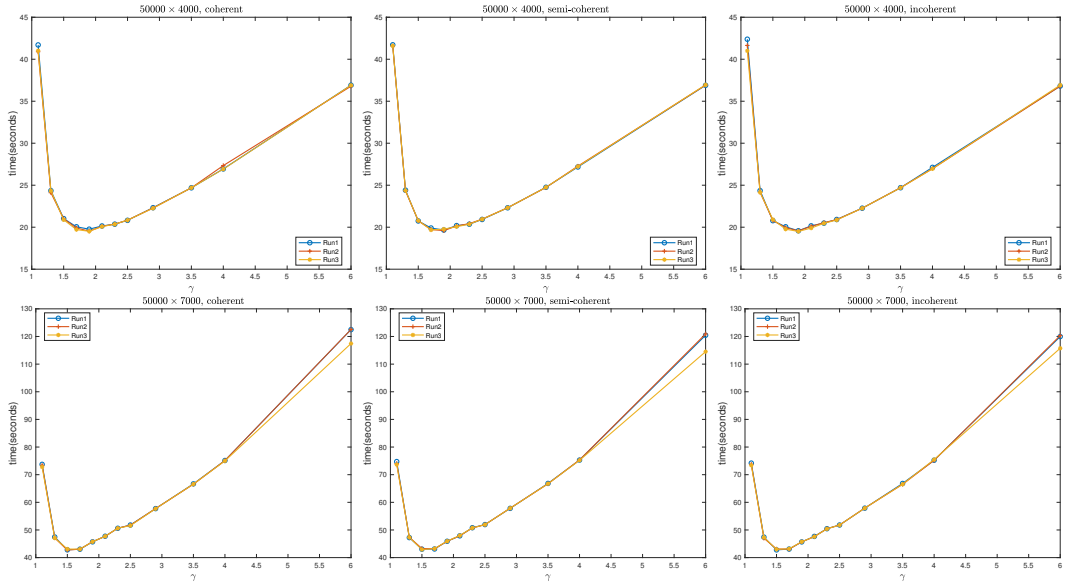 50000 × 4000, coherent
45
40
35
30
25
20
15
time(seconds)
1 1.5 2 2.5 3 3.5 4 4.5 5 5.5 6
γ
Run1
Run2
Run3
50000 × 4000, semi-coherent
45
40
35
30
25
20
15
time(seconds)
1 1.5 2 2.5 3 3.5 4 4.5 5 5.5 6
γ
Run1
Run2
Run3
50000 × 4000, incoherent
45
40
35
30
25
20
15
time(seconds)
1 1.5 2 2.5 3 3.5 4 4.5 5 5.5 6
γ
Run1
Run2
Run3
50000 × 7000, coherent
130
120
110
100
90
80
70
60
50
40
time(seconds)
1 1.5 2 2.5 3 3.5 4 4.5 5 5.5 6
γ
Run1
Run2
Run3
50000 × 7000, semi-coherent
130
120
110
100
90
80
70
60
50
40
time(seconds)
1 1.5 2 2.5 3 3.5 4 4.5 5 5.5 6
γ
Run1
Run2
Run3
50000 × 7000, incoherent
130
120
110
100
90
80
70
60
50
40
time(seconds)
1 1.5 2 2.5 3 3.5 4 4.5 5 5.5 6
γ
Run1
Run2
Run3